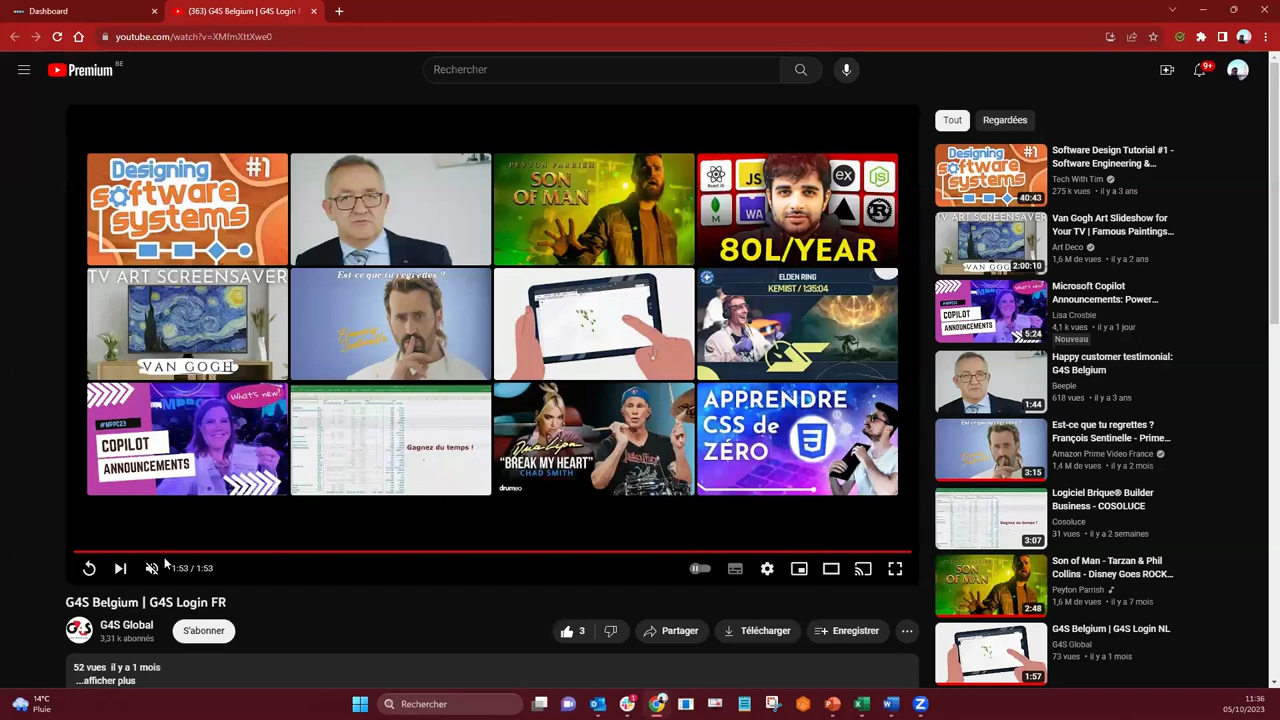 Dashboard
(363) G4S Belgium | G4S Login F
youtube.com/watch?v=XMfmXttXwe0
Premium BE
Rechercher
9+
Designing software systems #1
PEYTON PARRISH
SON OF MAN
JS
ex
WA
80L/YEAR
TV ART SCREENSAVER
VAN GOGH
Est-ce que tu regrettes ?
François Sentinelle
ELDEN RING
KEMIST / 1:35:04
What's new?
#MPPC23
COPILOT
ANNOUNCEMENTS
Gagnez du temps !
Dua Lipa
"BREAK MY HEART"
CHAD SMITH
drumeo
APPRENDRE
CSS de
ZÉRO
1:53 / 1:53
G4S Belgium | G4S Login FR
G4S
G4S Global
3,31 k abonnés
S'abonner
3
Partager
Télécharger
Enregistrer
52 vues il y a 1 mois
...afficher plus
Tout
Regardées
40:43
Software Design Tutorial #1 -
Software Engineering &...
Tech With Tim
275 k vues • il y a 3 ans
2:00:10
Van Gogh Art Slideshow for
Your TV | Famous Paintings...
Art Deco
1,6 M de vues • il y a 2 ans
5:24
Microsoft Copilot
Announcements: Power...
Lisa Crosbie
4,1 k vues • il y a 1 jour
Nouveau
1:44
Happy customer testimonial:
G4S Belgium
Beeple
618 vues • il y a 3 ans
3:15
Est-ce que tu regrettes ?
François Sentinelle - Prime...
Amazon Prime Video France
1,4 M de vues • il y a 2 mois
3:07
Logiciel Brique® Builder
Business - COSOLUCE
Cosoluce
31 vues • il y a 2 semaines
2:48
Son of Man - Tarzan & Phil
Collins - Disney Goes ROCK...
Peyton Parrish
1,6 M de vues • il y a 7 mois
1:57
G4S Belgium | G4S Login NL
G4S Global
73 vues • il y a 1 mois
14°C
Pluie
Rechercher
11:36
05/10/2023